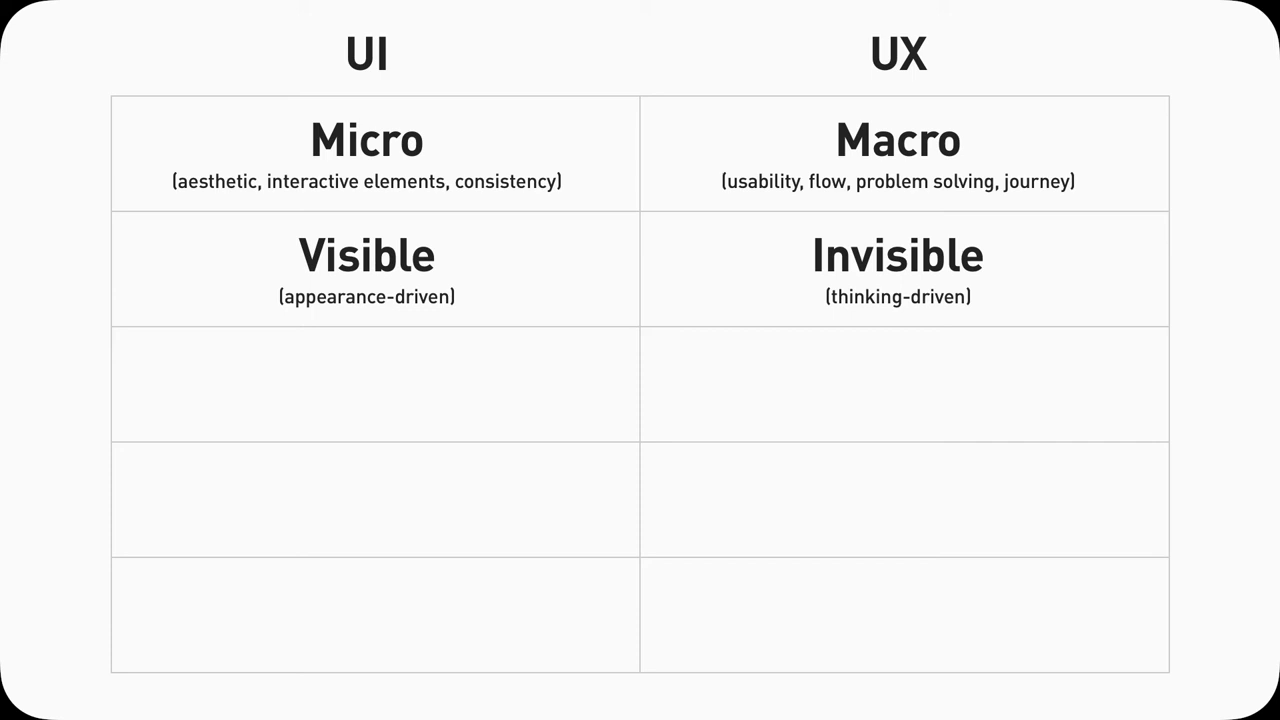 UI UX
Micro Macro
(aesthetic, interactive elements, consistency) (usability, flow, problem solving, journey)
Visible Invisible
(appearance-driven) (thinking-driven)